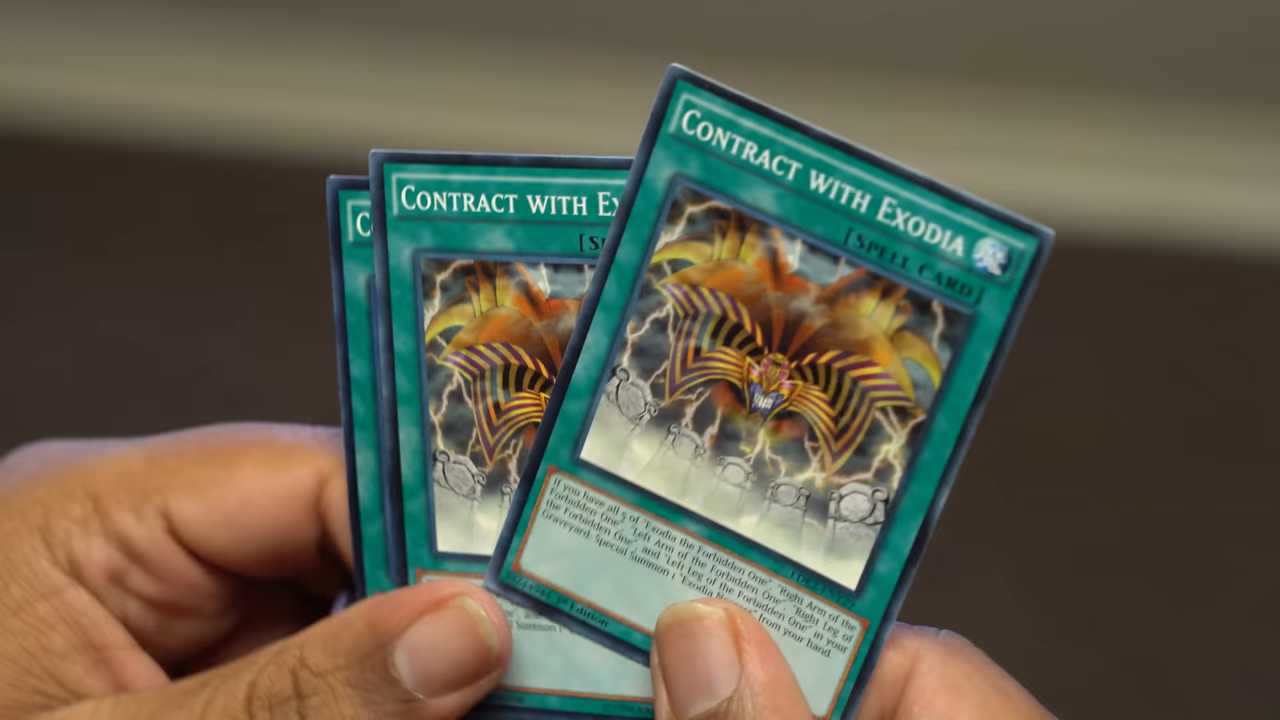 CONTRACT WITH EXODIA
[SPELL CARD]
If you have all 5 of "Exodia the Forbidden One", "Right Arm of the
Forbidden One", "Left Arm of the Forbidden One", "Right Leg of
the Forbidden One", and "Left Leg of the Forbidden One" in your
Graveyard: Special Summon 1 "Exodia from your hand.
1st Edition
CONTRACT WITH EX
[SP
C